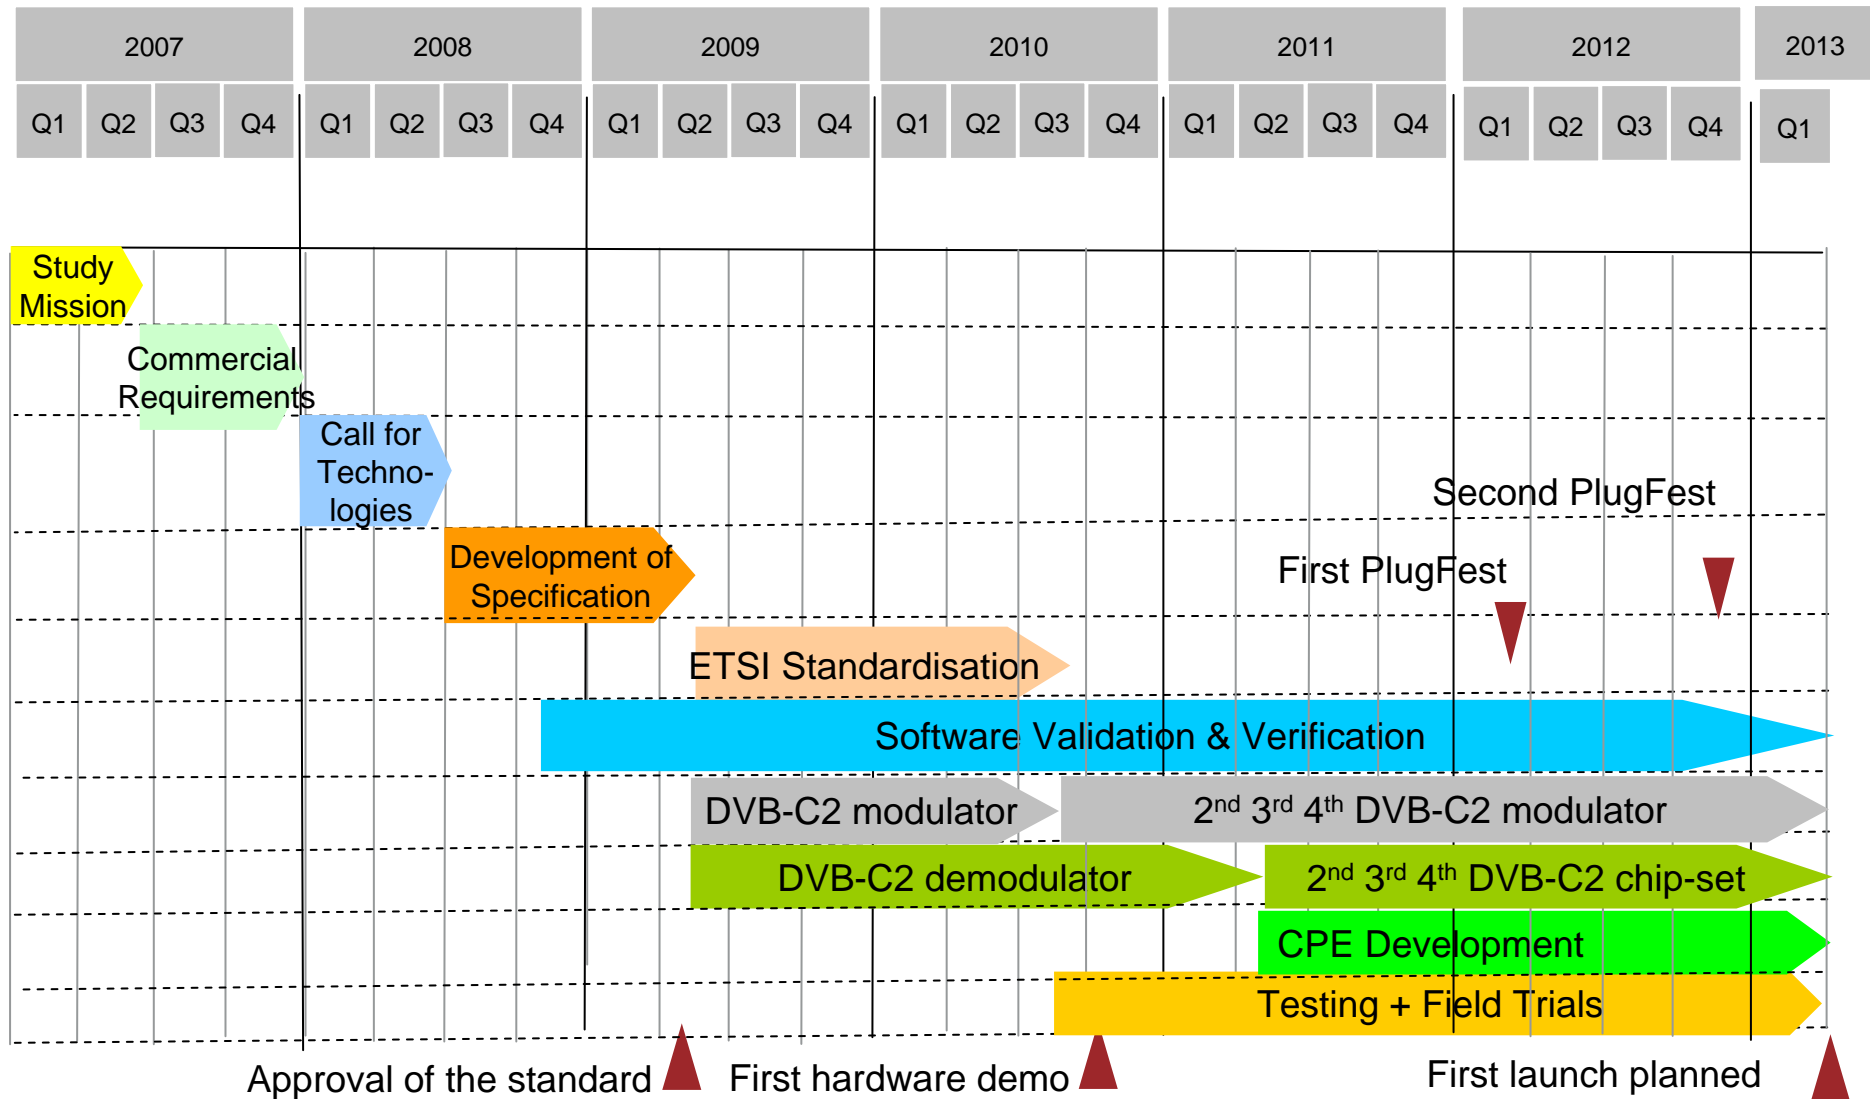 2007 2008 2009 2010 2011 2012 2013
Q1 Q2 Q3 Q4 Q1 Q2 Q3 Q4 Q1 Q2 Q3 Q4 Q1 Q2 Q3 Q4 Q1 Q2 Q3 Q4 Q1 Q2 Q3 Q4 Q1
Study
Mission
Commercial
Requirements
Call for
Techno-
logies
Second PlugFest
Development of
Specification
First PlugFest
ETSI Standardisation
Software Validation & Verification
DVB-C2 modulator
2nd 3rd 4th DVB-C2 modulator
DVB-C2 demodulator
2nd 3rd 4th DVB-C2 chip-set
CPE Development
Testing + Field Trials
Approval of the standard
First hardware demo
First launch planned